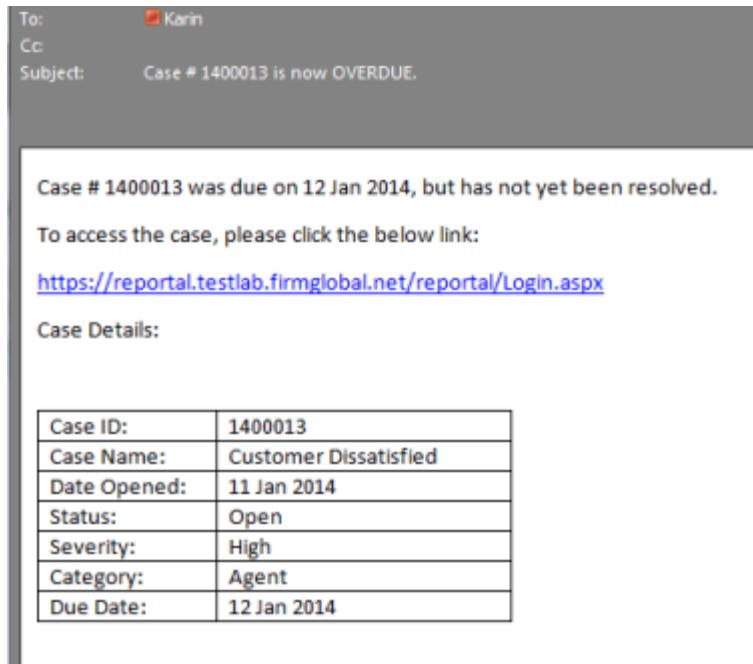 To: Karin
Cc:
Subject: Case # 1400013 is now OVERDUE.
Case # 1400013 was due on 12 Jan 2014, but has not yet been resolved.
To access the case, please click the below link:
https://reportal.testlab.firmglobal.net/reportal/Login.aspx
Case Details:
Case ID: 1400013
Case Name: Customer Dissatisfied
Date Opened: 11 Jan 2014
Status: Open
Severity: High
Category: Agent
Due Date: 12 Jan 2014